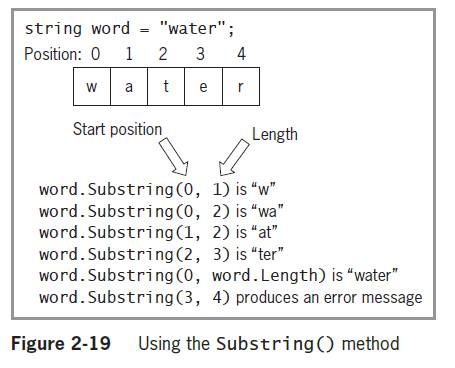 string word = "water";
Position: 0 1 2 3 4
w a t e r
Start position Length
word.Substring(0, 1) is “w”
word.Substring(0, 2) is “wa”
word.Substring(1, 2) is “at”
word.Substring(2, 3) is “ter”
word.Substring(0, word.Length) is “water”
word.Substring(3, 4) produces an error message
Figure 2-19 Using the Substring() method